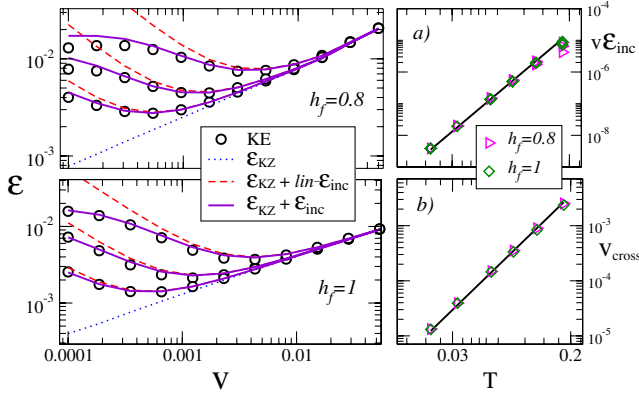 10^-2
10^-3
h_f=0.8
KE
ε_KZ
ε_KZ + lin-ε_inc
ε_KZ + ε_inc
ε
10^-2
10^-3
h_f=1
0.0001
0.001
0.01
v
a)
10^-4
vε_inc
10^-6
10^-8
h_f=0.8
h_f=1
b)
10^-3
v_cross
10^-4
10^-5
0.03
0.2
T